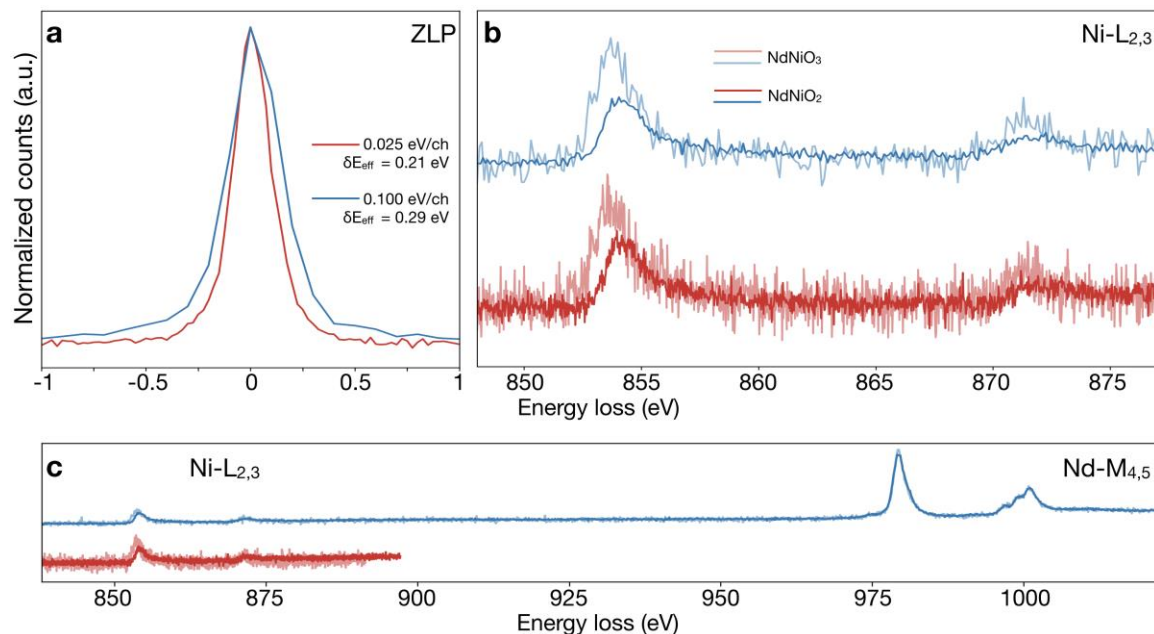 a
ZLP
Normalized counts (a.u.)
0.025 eV/ch
δE_eff = 0.21 eV
0.100 eV/ch
δE_eff = 0.29 eV
-1 -0.5 0 0.5 1
b
Ni-L2,3
NdNiO3
NdNiO2
850 855 860 865 870 875
Energy loss (eV)
c
Ni-L2,3
Nd-M4,5
850 875 900 925 950 975 1000
Energy loss (eV)